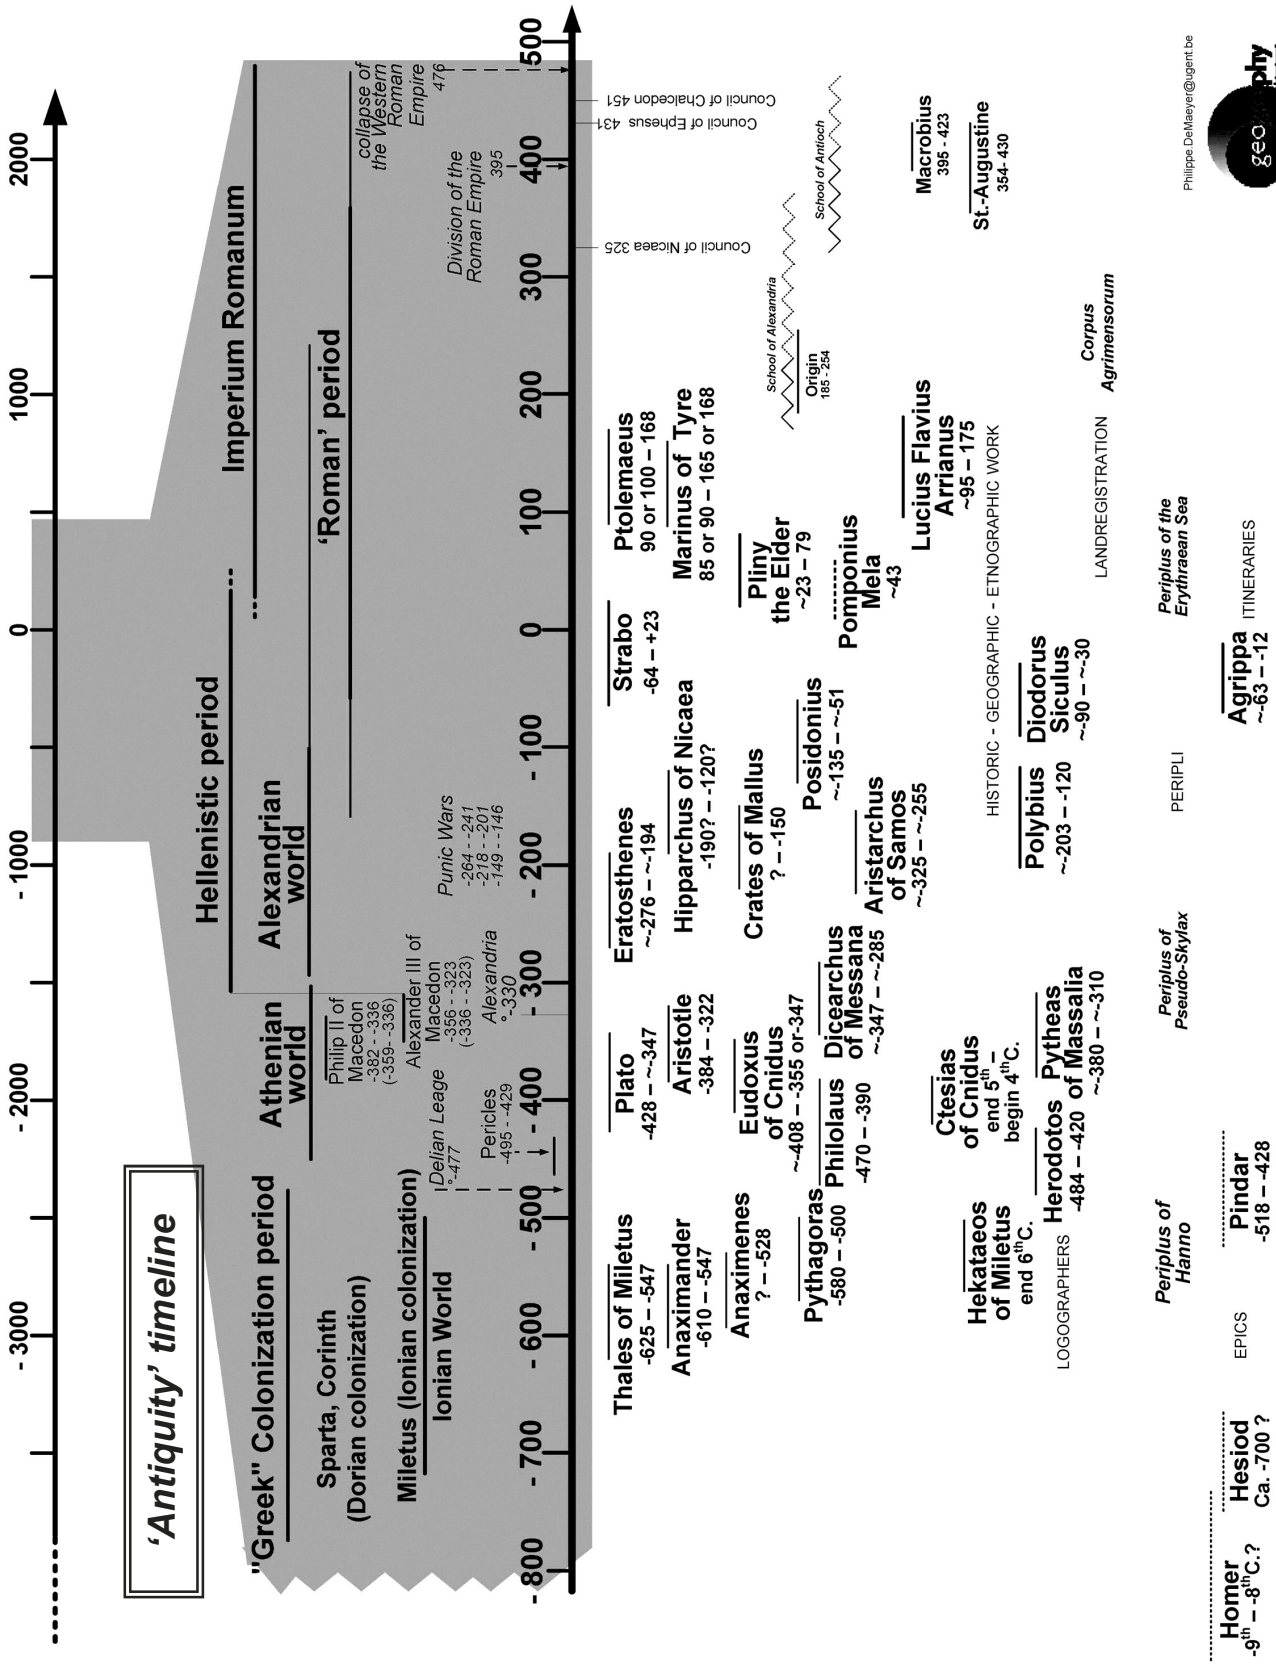 'Antiquity' timeline
- 3000
- 2000
- 1000
0
1000
2000
"Greek" Colonization period
Sparta, Corinth
(Dorian colonization)
Miletus (Ionian colonization)
Ionian World
Athenian
world
Philip II of
Macedon
-382 - -336
(-359- -336)
Alexander III of
Macedon
-356 - -323
(-336 - -323)
Delian Leage
°-477
Pericles
-495 - -429
Alexandria
°-330
Hellenistic period
Alexandrian
world
Punic Wars
-264 - -241
-218 - -201
-149 - -146
Imperium Romanum
'Roman' period
Division of the
Roman Empire
395
collapse of
the Western
Roman
Empire
476
- 800
- 700
- 600
- 500
- 400
- 300
- 200
- 100
0
100
200
300
400
500
Council of Nicaea 325
Council of Ephesus 431
Council of Chalcedon 451
Thales of Miletus
-625 – -547
Plato
-428 – ~-347
Eratosthenes
~-276 – ~-194
Strabo
-64 – +23
Ptolemaeus
90 or 100 – 168
Anaximander
-610 – -547
Aristotle
-384 – -322
Hipparchus of Nicaea
-190? – -120?
Marinus of Tyre
85 or 90 – 165 or 168
Anaximenes
? – -528
Eudoxus
of Cnidus
~-408 – -355 or-347
Crates of Mallus
? – -150
Pliny
the Elder
~23 – 79
School of Alexandria
Origin
185 - 254
Pythagoras
-580 – -500
Philolaus
-470 – -390
Dicearchus
of Messana
~-347 – ~-285
Posidonius
~-135 – ~-51
Pomponius
Mela
~43
School of Antioch
Aristarchus
of Samos
~-325 – ~-255
Lucius Flavius
Arrianus
~95 – 175
Macrobius
395 - 423
St.-Augustine
354- 430
Hekataeos
of Miletus
end 6thC.
Ctesias
of Cnidus
end 5th –
begin 4thC.
HISTORIC - GEOGRAPHIC - ETNOGRAPHIC WORK
LOGOGRAPHERS
Herodotos
-484 – -420
Pytheas
of Massalia
~-380 – ~-310
Polybius
~-203 – -120
Diodorus
Siculus
~-90 – ~-30
LANDREGISTRATION
Corpus
Agrimensorum
Periplus of
Hanno
Periplus of
Pseudo-Skylax
PERIPLI
Periplus of the
Erythraean Sea
Philippe.DeMaeyer@ugent.be
Homer
-9th – -8thC.?
Hesiod
Ca. -700 ?
EPICS
Pindar
-518 – -428
Agrippa
~-63 – -12
ITINERARIES